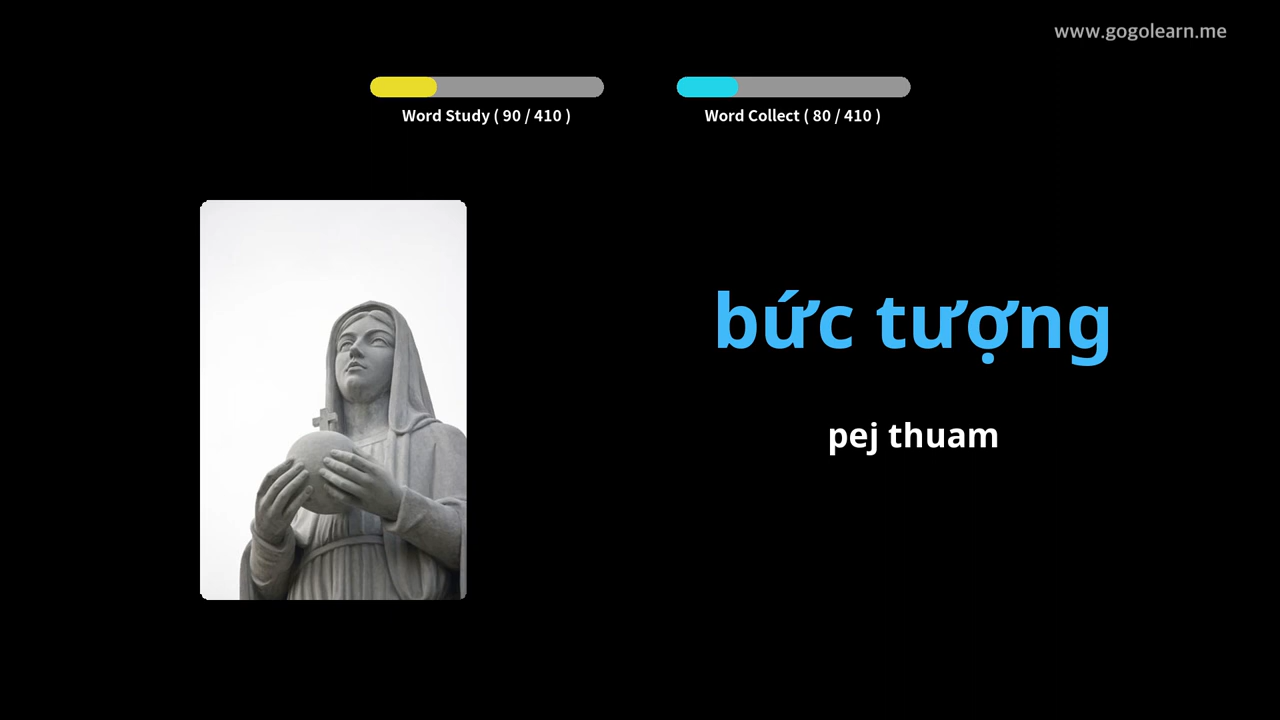 www.gogolearn.me
Word Study ( 90 / 410 )
Word Collect ( 80 / 410 )
bức tượng
pej thuam